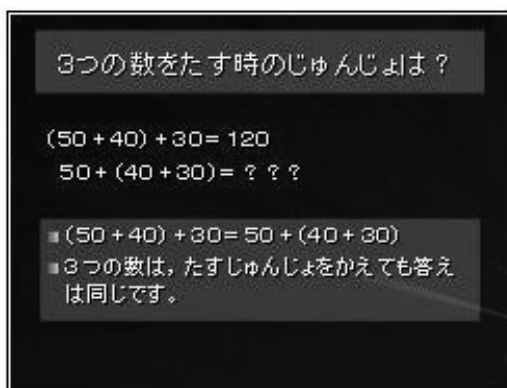 3つの数をたす時のじゅんじょは?
(50+40)+30=120
50+(40+30)=???
(50+40)+30=50+(40+30)
3つの数は,たすじゅんじょをかえても答え
は同じです。